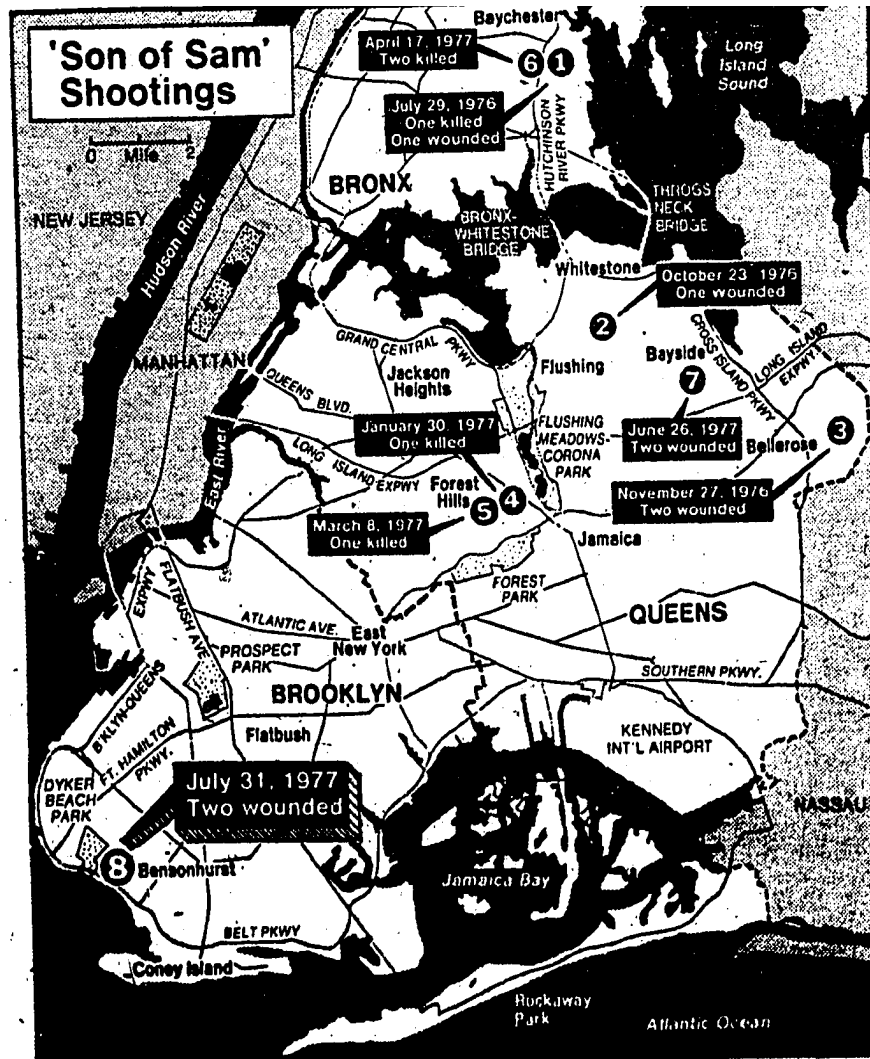 'Son of Sam'
Shootings
0 Mile 2
Baychester
April 17, 1977
Two killed
6 1
July 29, 1976
One killed
One wounded
HUTCHINSON
RIVER PKWY
Long
Island
Sound
BRONX
NEW JERSEY
Hudson River
BRONX-
WHITESTONE
BRIDGE
THROGS
NECK
BRIDGE
Whitestone
October 23 1976
One wounded
2
MANHATTAN
GRAND CENTRAL PKWY
Jackson
Heights
Flushing
Bayside
CROSS ISLAND PKWY
LONG ISLAND
EXPWY.
QUEENS BLVD.
7
January 30, 1977
One killed
FLUSHING
MEADOWS-
CORONA
PARK
June 26, 1977
Two wounded
Bellerose
3
East River
LONG ISLAND EXPWY
Forest
Hills
4
5
November 27, 1976
Two wounded
March 8, 1977
One killed
Jamaica
FOREST
PARK
EXPWY
FLATBUSH AVE
ATLANTIC AVE.
East
New York
QUEENS
PROSPECT
PARK
SOUTHERN PKWY.
BROOKLYN
B'KLYN-QUEENS
FT. HAMILTON
PKWY.
Flatbush
KENNEDY
INT'L AIRPORT
DYKER
BEACH
PARK
July 31, 1977
Two wounded
NASSAU
8
Bensonhurst
Jamaica Bay
BELT PKWY
Coney Island
Rockaway
Park
Atlantic Ocean